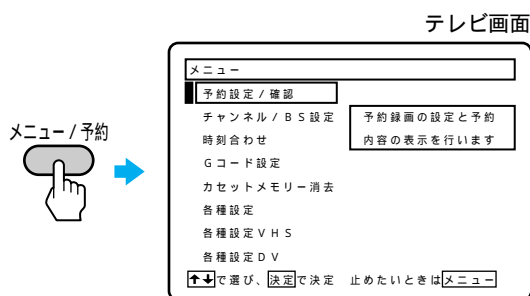 テレビ画面
メニュー
予約設定/確認
チャンネル/BS設定
予約録画の設定と予約
内容の表示を行います
メニュー/予約
時刻合わせ
Gコード設定
カセットメモリー消去
各種設定
各種設定VHS
各種設定DV
↑↓で選び、決定で決定 止めたいときはメニュー